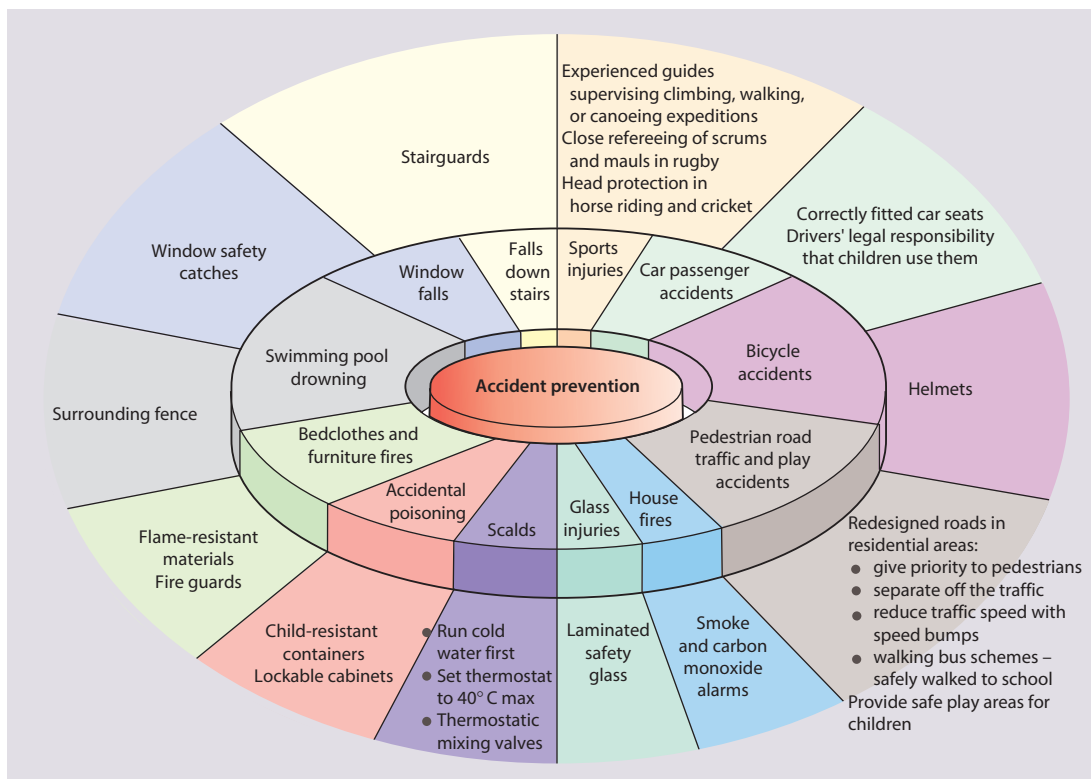 Experienced guides
supervising climbing, walking,
or canoeing expeditions
Close refereeing of scrums
and mauls in rugby
Head protection in
horse riding and cricket
Stairguards
Correctly fitted car seats
Drivers' legal responsibility
that children use them
Window safety
catches
Window
falls
Falls
down
stairs
Sports
injuries
Car passenger
accidents
Swimming pool
drowning
Accident prevention
Bicycle
accidents
Helmets
Surrounding fence
Bedclothes and
furniture fires
Accidental
poisoning
Scalds
Glass
injuries
House
fires
Pedestrian road
traffic and play
accidents
Flame-resistant
materials
Fire guards
Child-resistant
containers
Lockable cabinets
● Run cold
water first
● Set thermostat
to 40° C max
● Thermostatic
mixing valves
Laminated
safety
glass
Smoke
and carbon
monoxide
alarms
Redesigned roads in
residential areas:
● give priority to pedestrians
● separate off the traffic
● reduce traffic speed with
speed bumps
● walking bus schemes –
safely walked to school
Provide safe play areas for
children